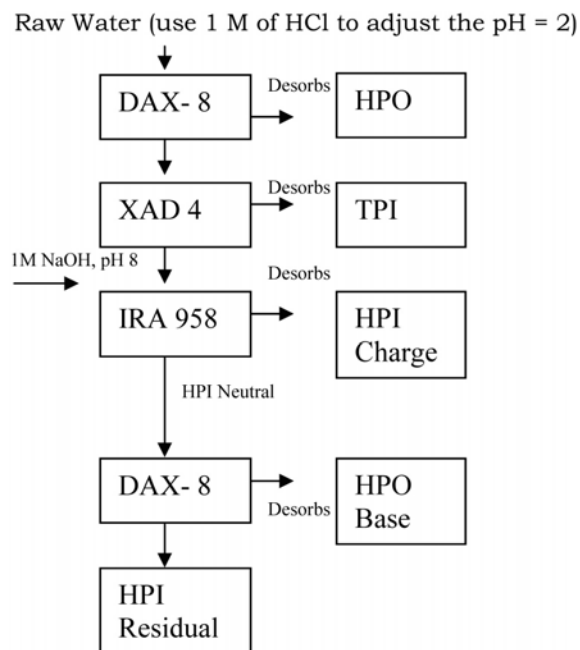 Raw Water (use 1 M of HCl to adjust the pH = 2)
DAX- 8
Desorbs
HPO
XAD 4
Desorbs
TPI
1M NaOH, pH 8
IRA 958
Desorbs
HPI
Charge
HPI Neutral
DAX- 8
Desorbs
HPO
Base
HPI
Residual